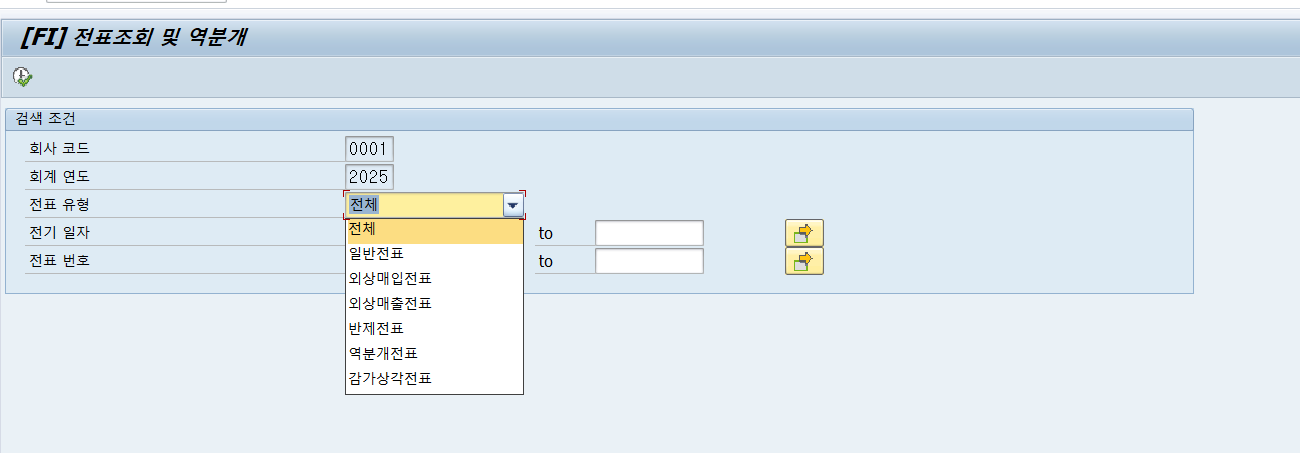 [FI] 전표조회 및 역분개
검색 조건
회사 코드 0001
회계 연도 2025
전표 유형 전체
전기 일자 to
전표 번호 to
전체
일반전표
외상매입전표
외상매출전표
반제전표
역분개전표
감가상각전표